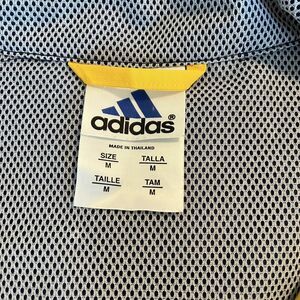 adidas®
MADE IN THAILAND
SIZE TALLA
M M
TAILLE TAM
M M